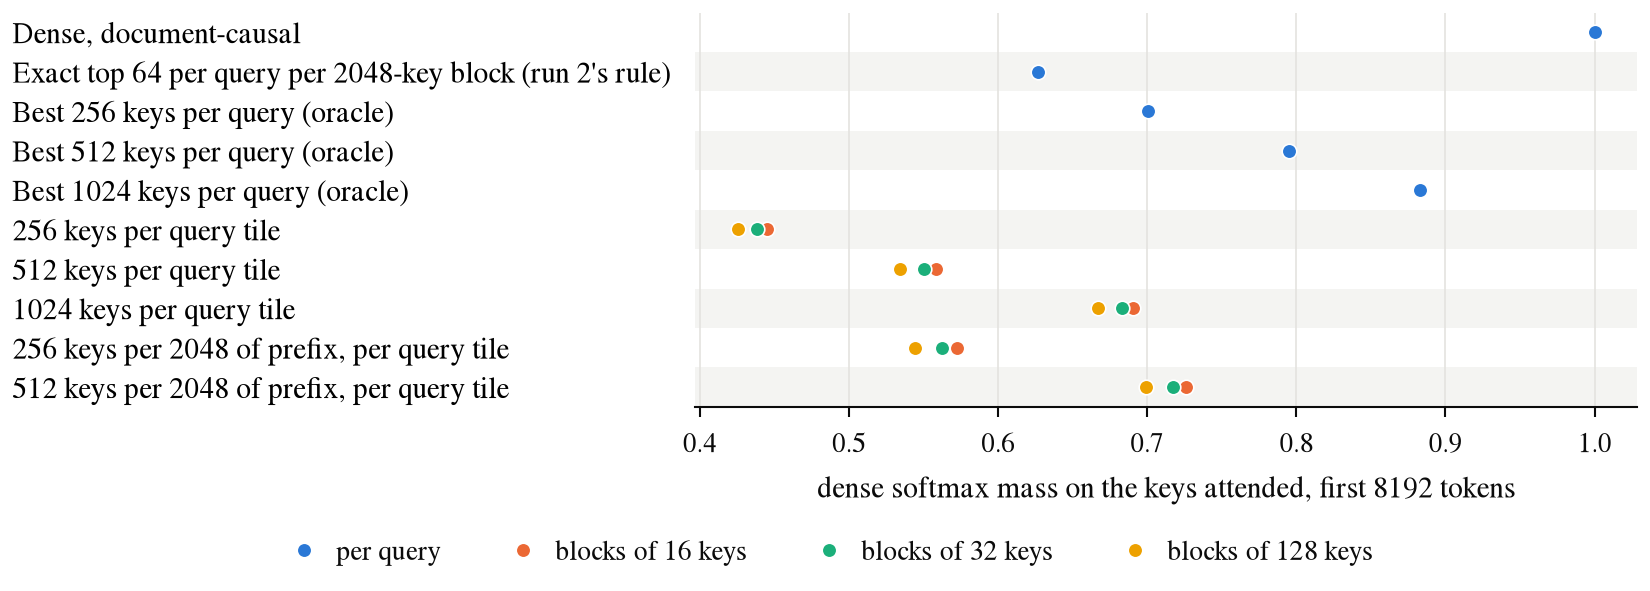 Dense, document-causal
Exact top 64 per query per 2048-key block (run 2's rule)
Best 256 keys per query (oracle)
Best 512 keys per query (oracle)
Best 1024 keys per query (oracle)
256 keys per query tile
512 keys per query tile
1024 keys per query tile
256 keys per 2048 of prefix, per query tile
512 keys per 2048 of prefix, per query tile
0.4 0.5 0.6 0.7 0.8 0.9 1.0
dense softmax mass on the keys attended, first 8192 tokens
per query blocks of 16 keys blocks of 32 keys blocks of 128 keys